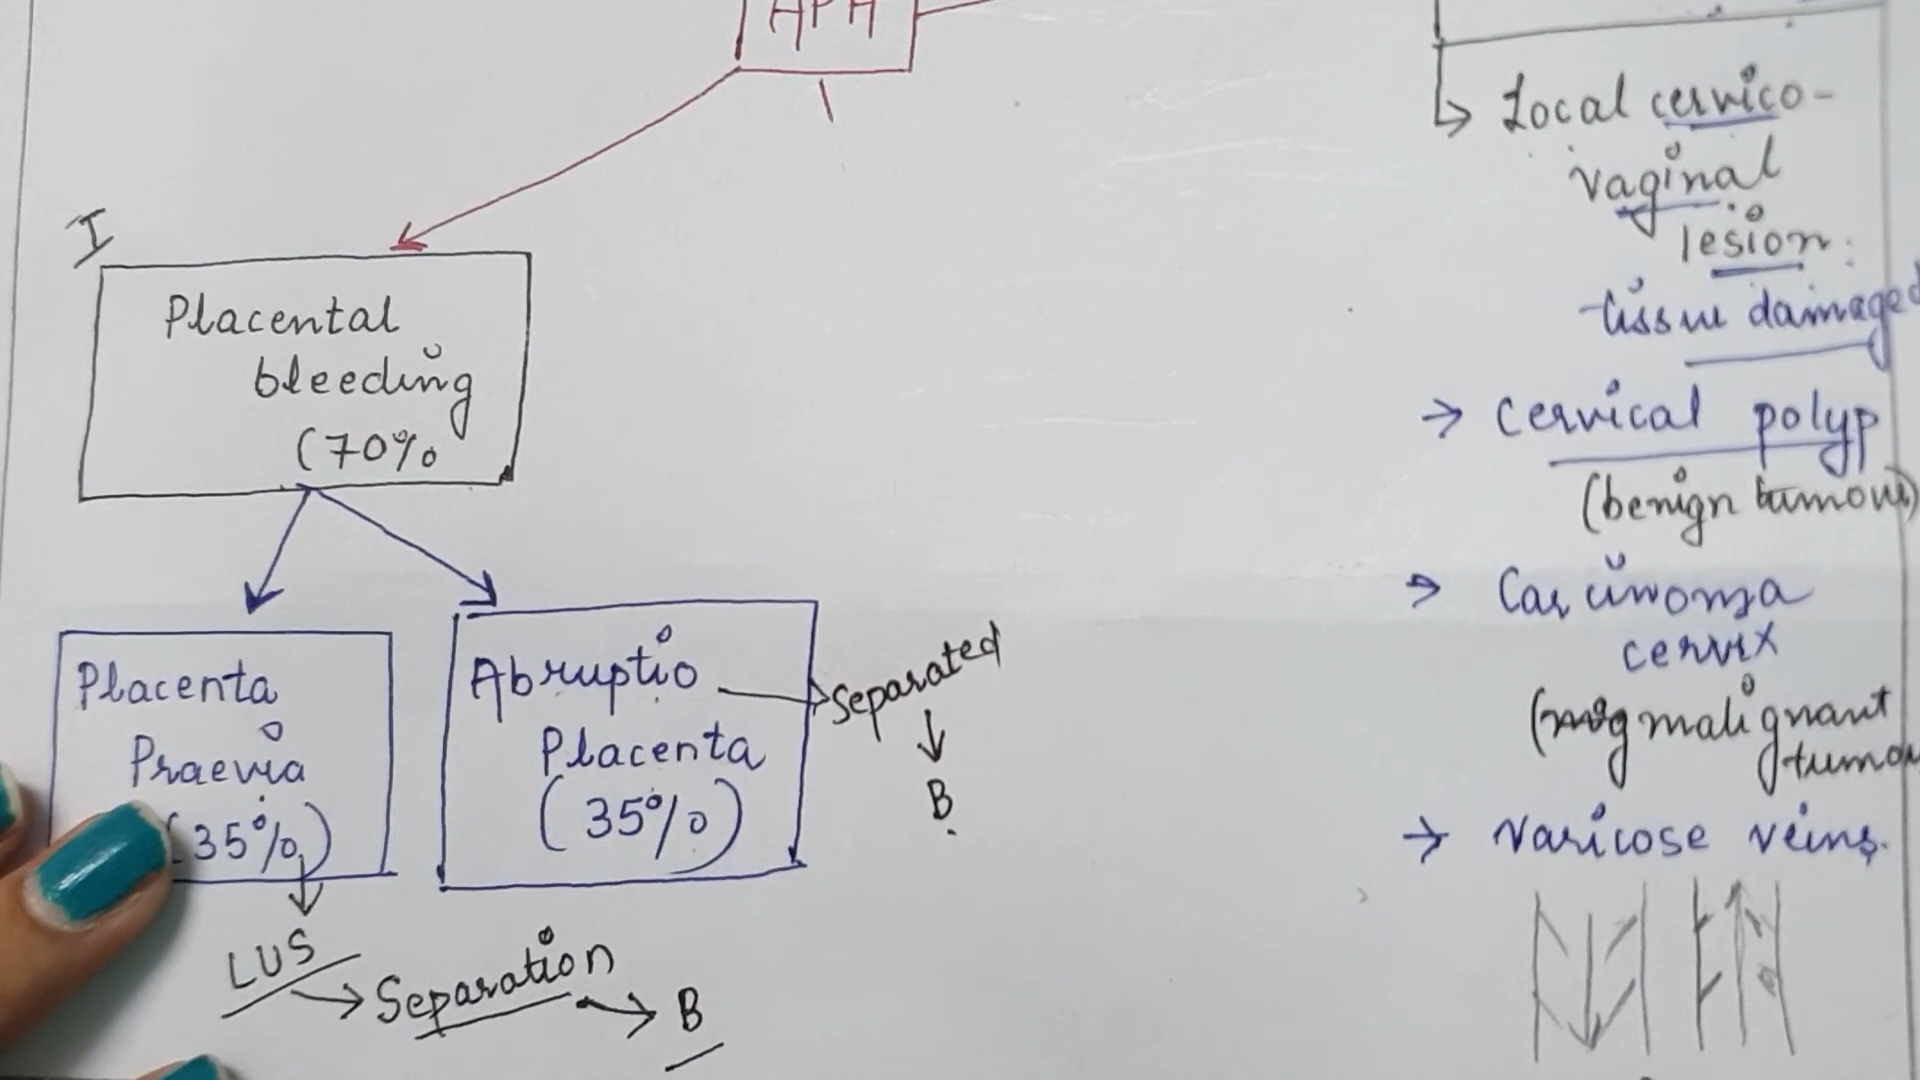 APH
I
Placental
bleeding
(70%
Placenta
Praevia
(35%)
Abruptio
Placenta
(35%)
Separated
B
LUS
Separation
B
Local cervico-
vaginal
lesion:
tissue damaged
cervical polyp
(benign tumour)
Carcinoma
cervix
malignant
tumou
Varicose veins.